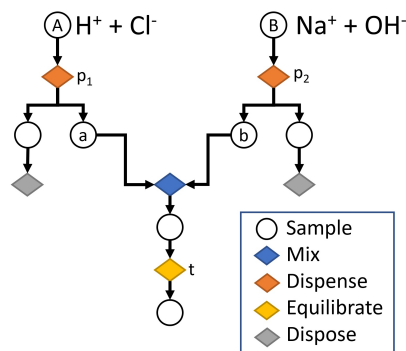 A H⁺ + Cl⁻
B Na⁺ + OH⁻
p₁
p₂
a
b
t
Sample
Mix
Dispense
Equilibrate
Dispose